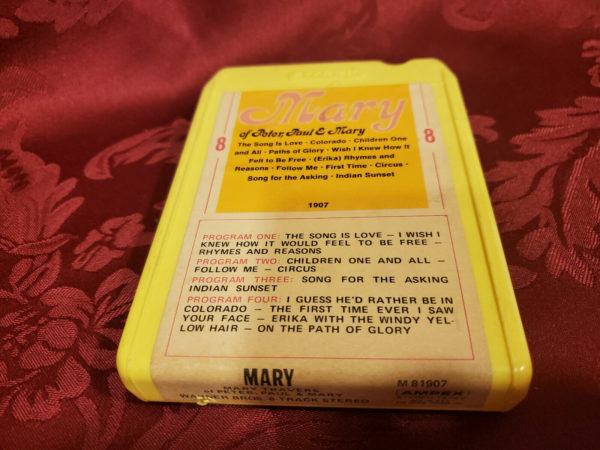 Mary
of Peter, Paul & Mary
8
8
The Song Is Love · Colorado · Children One
and All · Paths of Glory · Wish I Knew How It
Felt to Be Free · (Erika) Rhymes and
Reasons · Follow Me · First Time · Circus ·
Song for the Asking · Indian Sunset
1907
PROGRAM ONE: THE SONG IS LOVE – I WISH I
KNEW HOW IT WOULD FEEL TO BE FREE –
RHYMES AND REASONS
PROGRAM TWO: CHILDREN ONE AND ALL –
FOLLOW ME – CIRCUS
PROGRAM THREE: SONG FOR THE ASKING
INDIAN SUNSET
PROGRAM FOUR: I GUESS HE'D RATHER BE IN
COLORADO – THE FIRST TIME EVER I SAW
YOUR FACE – ERIKA WITH THE WINDY YEL-
LOW HAIR – ON THE PATH OF GLORY
MARY
MARY TRAVERS
of PETER, PAUL & MARY
WARNER BROS. 8-TRACK STEREO
M 81907
AMPEX